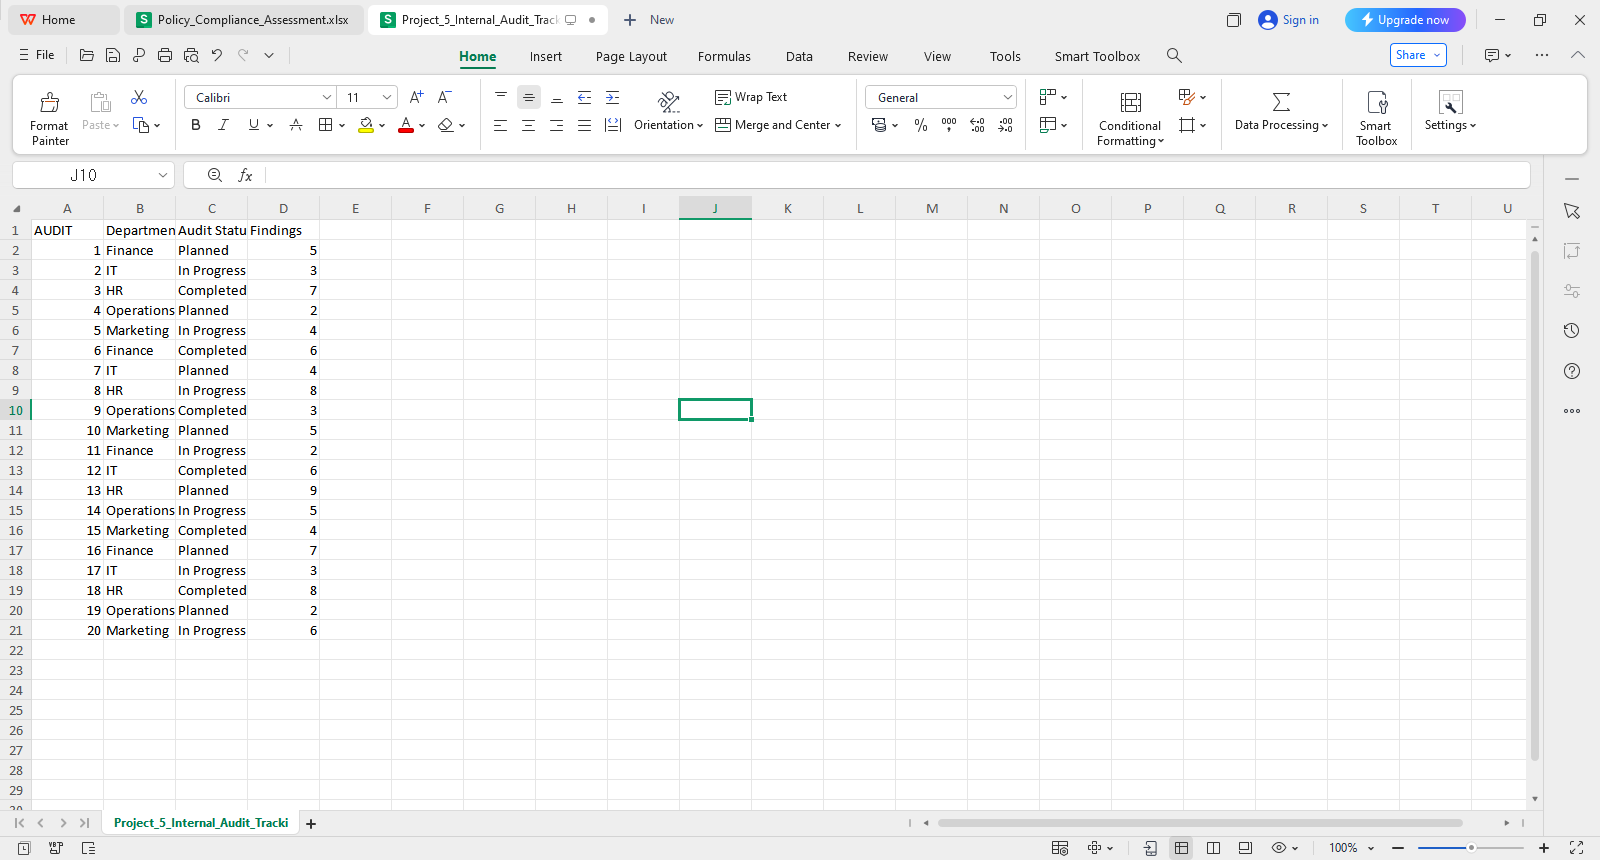 Home Policy_Compliance_Assessment.xlsx Project_5_Internal_Audit_Track New Sign in Upgrade now
File Home Insert Page Layout Formulas Data Review View Tools Smart Toolbox Share
Format Painter Paste Calibri 11 Orientation Wrap Text Merge and Center General Conditional Formatting Data Processing Smart Toolbox Settings
J10 fx
A B C D E F G H I J K L M N O P Q R S T U
1 AUDIT Departmen Audit Statu Findings
2 1 Finance Planned 5
3 2 IT In Progress 3
4 3 HR Completed 7
5 4 Operations Planned 2
6 5 Marketing In Progress 4
7 6 Finance Completed 6
8 7 IT Planned 4
9 8 HR In Progress 8
10 9 Operations Completed 3
11 10 Marketing Planned 5
12 11 Finance In Progress 2
13 12 IT Completed 6
14 13 HR Planned 9
15 14 Operations In Progress 5
16 15 Marketing Completed 4
17 16 Finance Planned 7
18 17 IT In Progress 3
19 18 HR Completed 8
20 19 Operations Planned 2
21 20 Marketing In Progress 6
22
23
24
25
26
27
28
29
Project_5_Internal_Audit_Tracki
100%